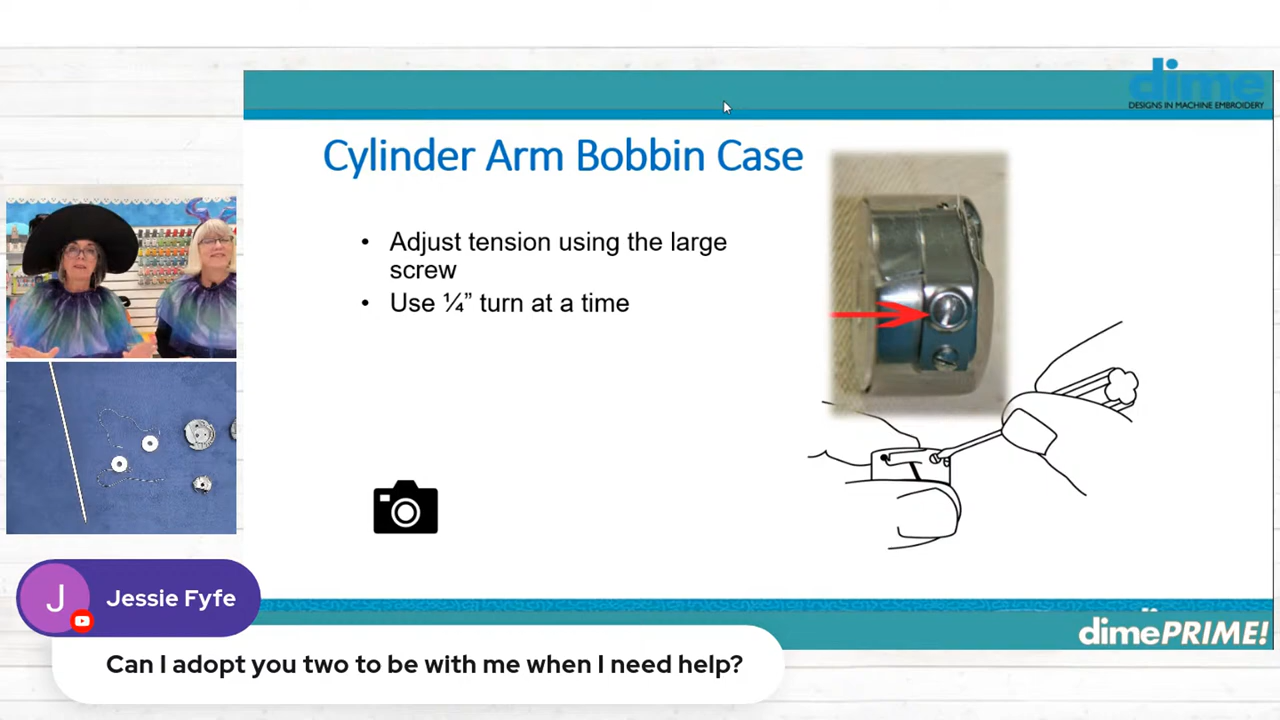 dime
DESIGNS IN MACHINE EMBROIDERY
Cylinder Arm Bobbin Case
• Adjust tension using the large
screw
• Use ¼” turn at a time
J
Jessie Fyfe
dimePRIME!
Can I adopt you two to be with me when I need help?